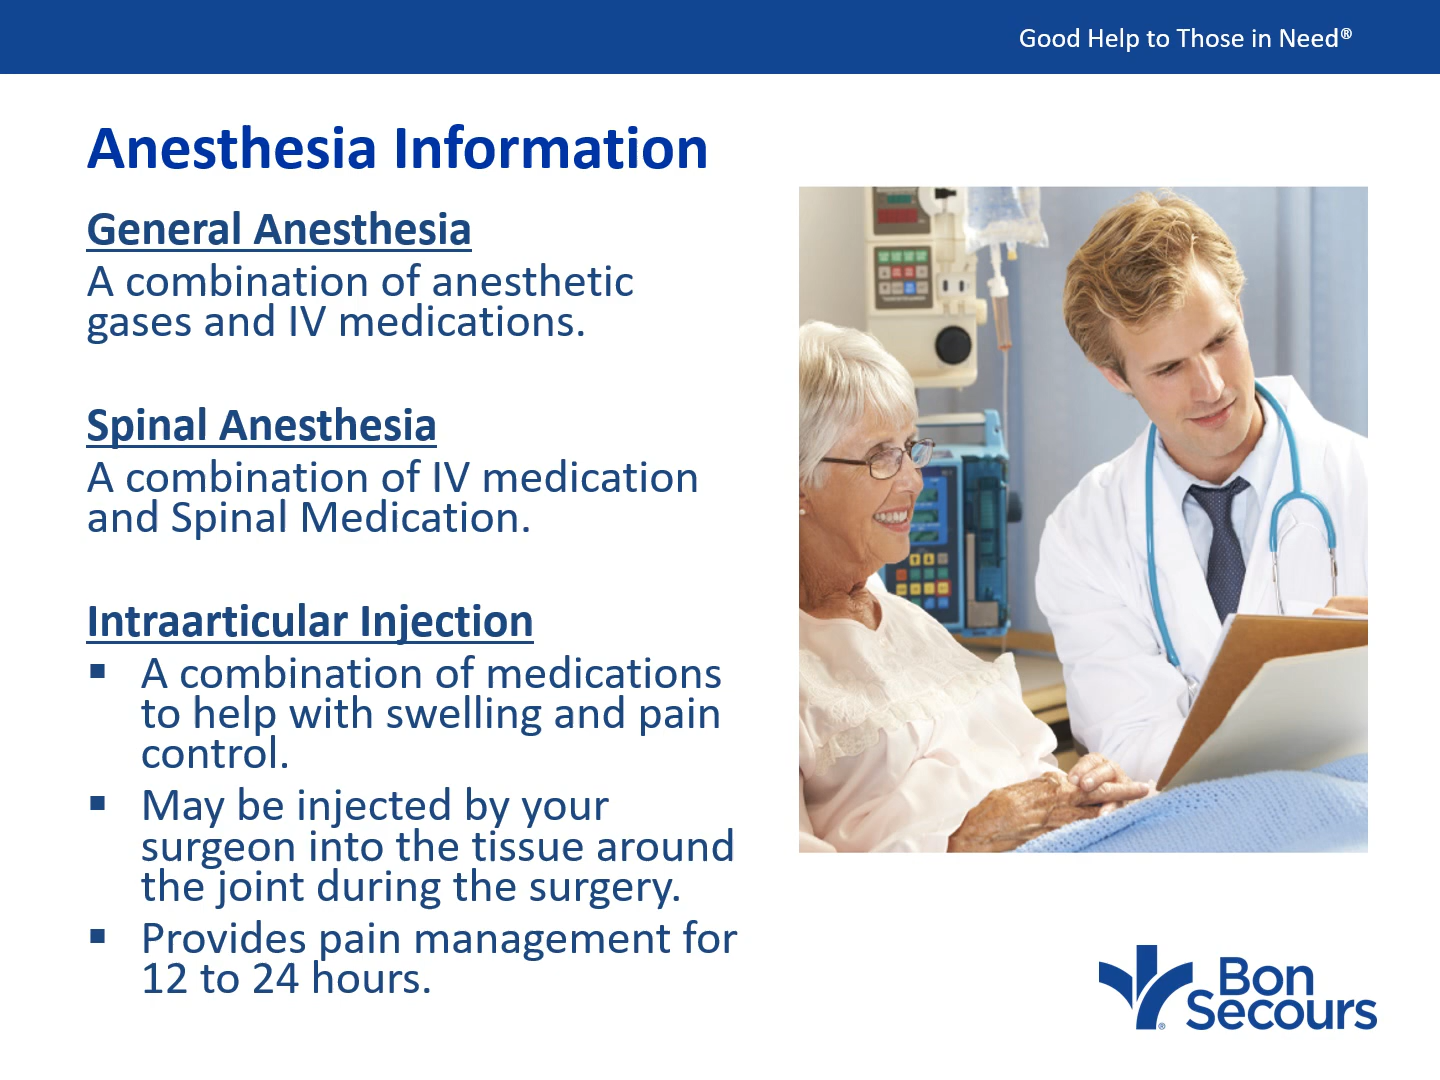 Good Help to Those in Need®
Anesthesia Information
General Anesthesia
A combination of anesthetic
gases and IV medications.
Spinal Anesthesia
A combination of IV medication
and Spinal Medication.
Intraarticular Injection
▪ A combination of medications
to help with swelling and pain
control.
▪ May be injected by your
surgeon into the tissue around
the joint during the surgery.
▪ Provides pain management for
12 to 24 hours.
Bon
Secours
®